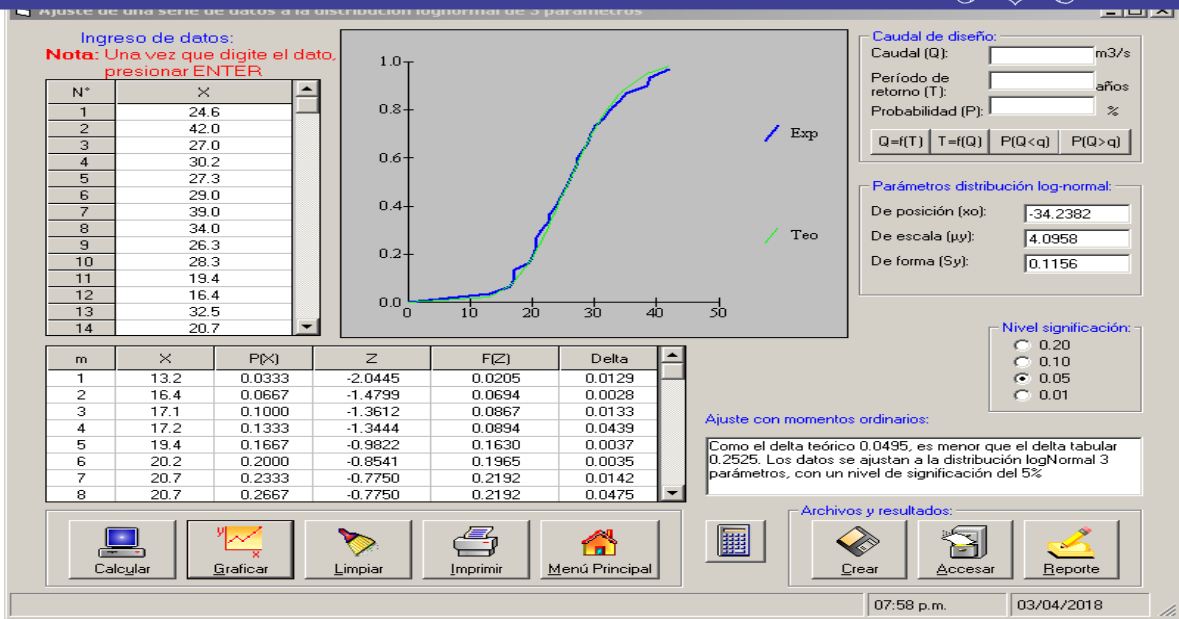 Ajuste de una serie de datos a la distribución lognormal de 3 parámetros
Ingreso de datos:
Nota: Una vez que digite el dato,
presionar ENTER
N° X
1 24.6
2 42.0
3 27.0
4 30.2
5 27.3
6 29.0
7 39.0
8 34.0
9 26.3
10 28.3
11 19.4
12 16.4
13 32.5
14 20.7
1.0
0.8
0.6
0.4
0.2
0.0
0 10 20 30 40 50
Exp
Teo
Caudal de diseño:
Caudal (Q): m3/s
Período de
retorno (T): años
Probabilidad (P): %
Q=f(T) T=f(Q) P(Q<q) P(Q>q)
Parámetros distribución log-normal:
De posición (xo): -34.2382
De escala (µy): 4.0958
De forma (Sy): 0.1156
Nivel significación:
0.20
0.10
0.05
0.01
m X P(X) Z F(Z) Delta
1 13.2 0.0333 -2.0445 0.0205 0.0129
2 16.4 0.0667 -1.4799 0.0694 0.0028
3 17.1 0.1000 -1.3612 0.0867 0.0133
4 17.2 0.1333 -1.3444 0.0894 0.0439
5 19.4 0.1667 -0.9822 0.1630 0.0037
6 20.2 0.2000 -0.8541 0.1965 0.0035
7 20.7 0.2333 -0.7750 0.2192 0.0142
8 20.7 0.2667 -0.7750 0.2192 0.0475
Ajuste con momentos ordinarios:
Como el delta teórico 0.0495, es menor que el delta tabular
0.2525. Los datos se ajustan a la distribución logNormal 3
parámetros, con un nivel de significación del 5%
Calcular Graficar Limpiar Imprimir Menú Principal
Archivos y resultados:
Crear Accesar Reporte
07:58 p.m. 03/04/2018